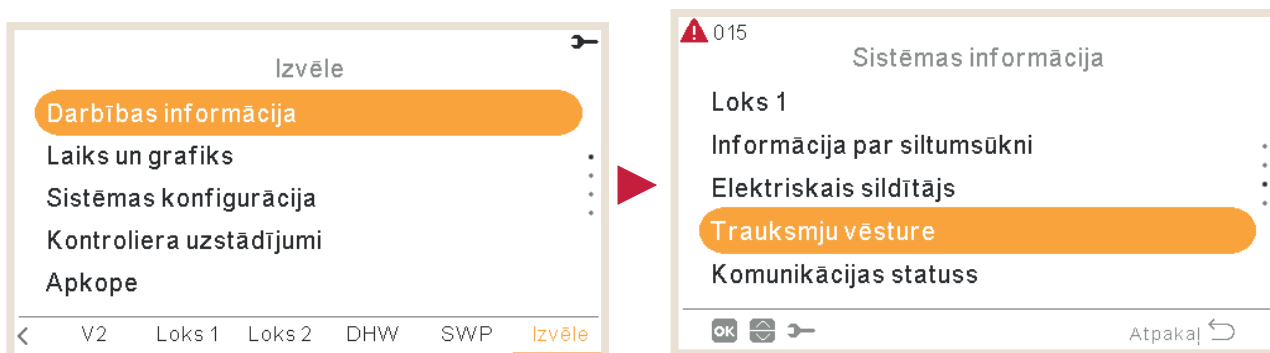 Izvēle
Darbības informācija
Laiks un grafiks
Sistēmas konfigurācija
Kontroliera uzstādījumi
Apkope
V2 Loks 1 Loks 2 DHW SWP Izvēle
015
Sistēmas informācija
Loks 1
Informācija par siltumsūkni
Elektriskais sildītājs
Trauksmju vēsture
Komunikācijas statuss
OK Atpakaļ